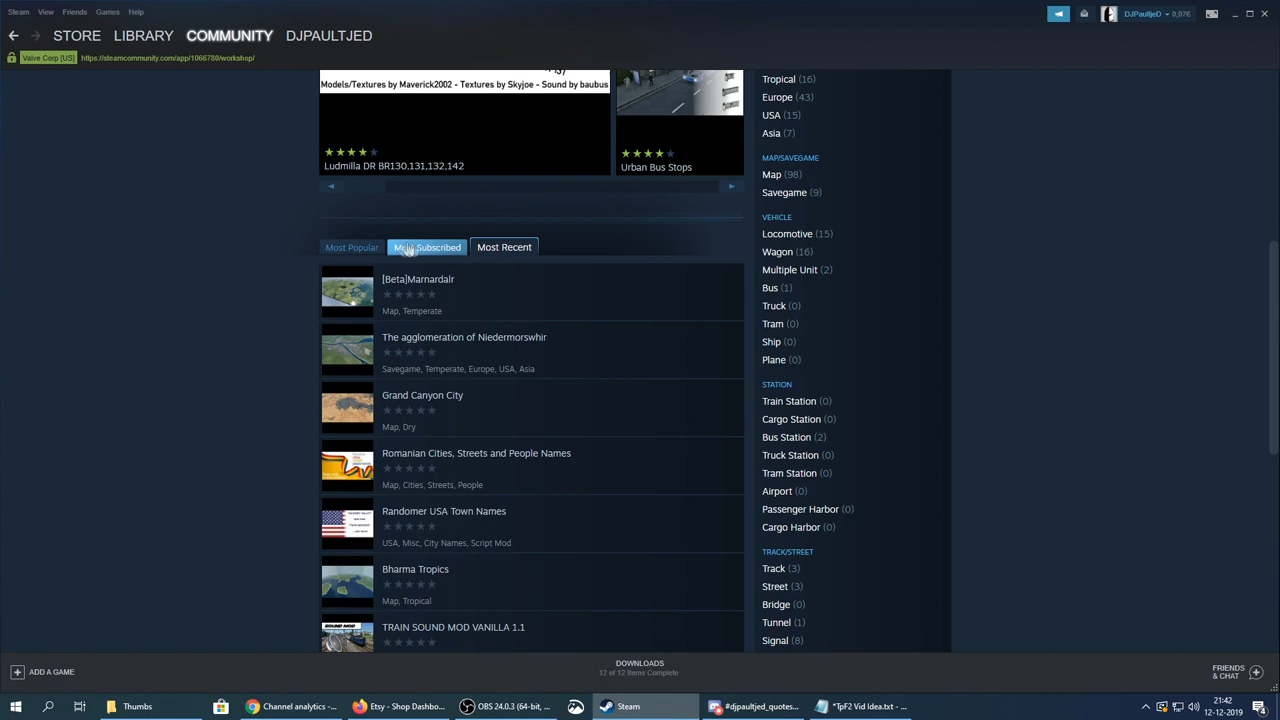 Steam View Friends Games Help
DJPaultjeD 0,07€
STORE LIBRARY COMMUNITY DJPAULTJED
Valve Corp [US] https://steamcommunity.com/app/1066780/workshop/
Models/Textures by Maverick2002 - Textures by Skyjoe - Sound by baubus
Ludmilla DR BR130,131,132,142
Urban Bus Stops
Most Popular
Most Subscribed
Most Recent
[Beta]Marnardalr
Map, Temperate
The agglomeration of Niedermorswhir
Savegame, Temperate, Europe, USA, Asia
Grand Canyon City
Map, Dry
Romanian Cities, Streets and People Names
Map, Cities, Streets, People
Randomer USA Town Names
USA, Misc, City Names, Script Mod
Bharma Tropics
Map, Tropical
SOUND MOD
TRAIN SOUND MOD VANILLA 1.1
Tropical (16)
Europe (43)
USA (15)
Asia (7)
MAP/SAVEGAME
Map (98)
Savegame (9)
VEHICLE
Locomotive (15)
Wagon (16)
Multiple Unit (2)
Bus (1)
Truck (0)
Tram (0)
Ship (0)
Plane (0)
STATION
Train Station (0)
Cargo Station (0)
Bus Station (2)
Truck Station (0)
Tram Station (0)
Airport (0)
Passenger Harbor (0)
Cargo Harbor (0)
TRACK/STREET
Track (3)
Street (3)
Bridge (0)
Tunnel (1)
Signal (8)
ADD A GAME
DOWNLOADS
12 of 12 Items Complete
FRIENDS
& CHAT
Thumbs
Channel analytics -...
Etsy - Shop Dashbo...
OBS 24.0.3 (64-bit, ...
Steam
#djpaultjed_quotes...
*TpF2 Vid Idea.txt - ...
21:42
12-12-2019